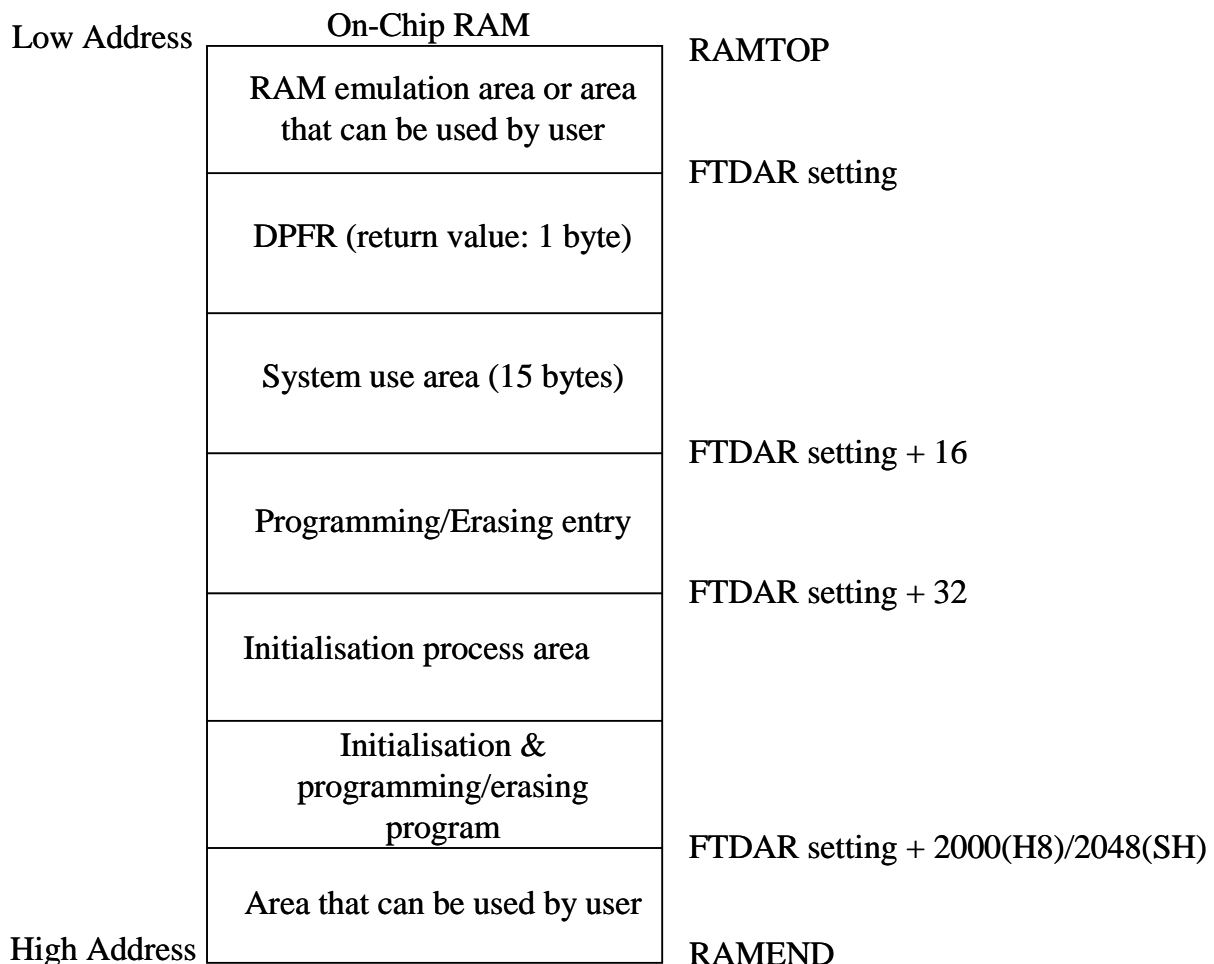 On-Chip RAM
Low Address
RAMTOP
RAM emulation area or area
that can be used by user
FTDAR setting
DPFR (return value: 1 byte)
System use area (15 bytes)
FTDAR setting + 16
Programming/Erasing entry
FTDAR setting + 32
Initialisation process area
Initialisation &
programming/erasing
program
FTDAR setting + 2000(H8)/2048(SH)
Area that can be used by user
High Address
RAMEND